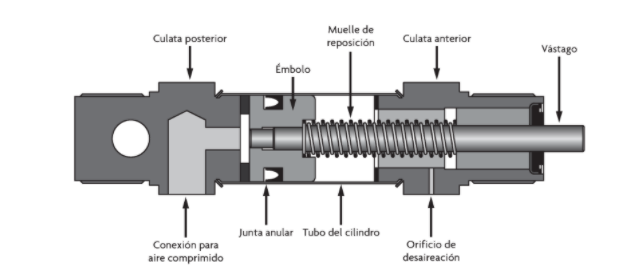 Culata posterior
Émbolo
Muelle de
reposición
Culata anterior
Vástago
Conexión para
aire comprimido
Junta anular
Tubo del cilindro
Orificio de
desaireación